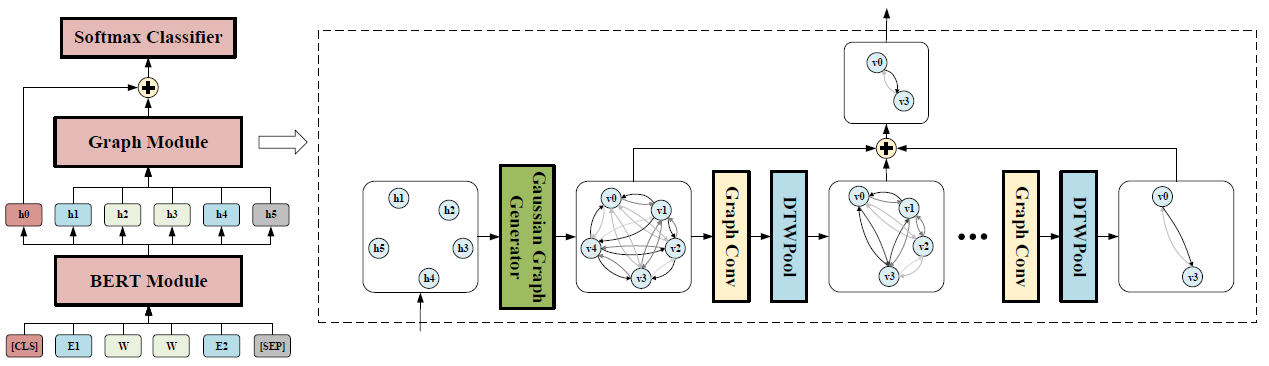 Softmax Classifier
Graph Module
h0 h1 h2 h3 h4 h5
BERT Module
[CLS] E1 W W E2 [SEP]
h1
h2
h5
h3
h4
Gaussian Graph
Generator
v0
v1
v4
v2
v3
Graph Conv
DTWPool
v0
v1
v2
v3
...
Graph Conv
DTWPool
v0
v3
v0
v3